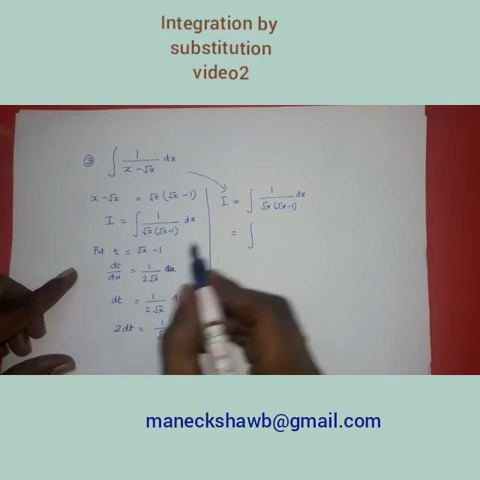 Integration by
substitution
video2
③ ∫ 1/(x - √x) dx
x - √x = √x (√x - 1)
I = ∫ 1/(√x (√x - 1)) dx
Put t = √x - 1
dt/dx = 1/(2√x)
dt = 1/(2√x) d
2dt = 1/
I = ∫ 1/(√x (√x - 1)) dx
= ∫
maneckshawb@gmail.com